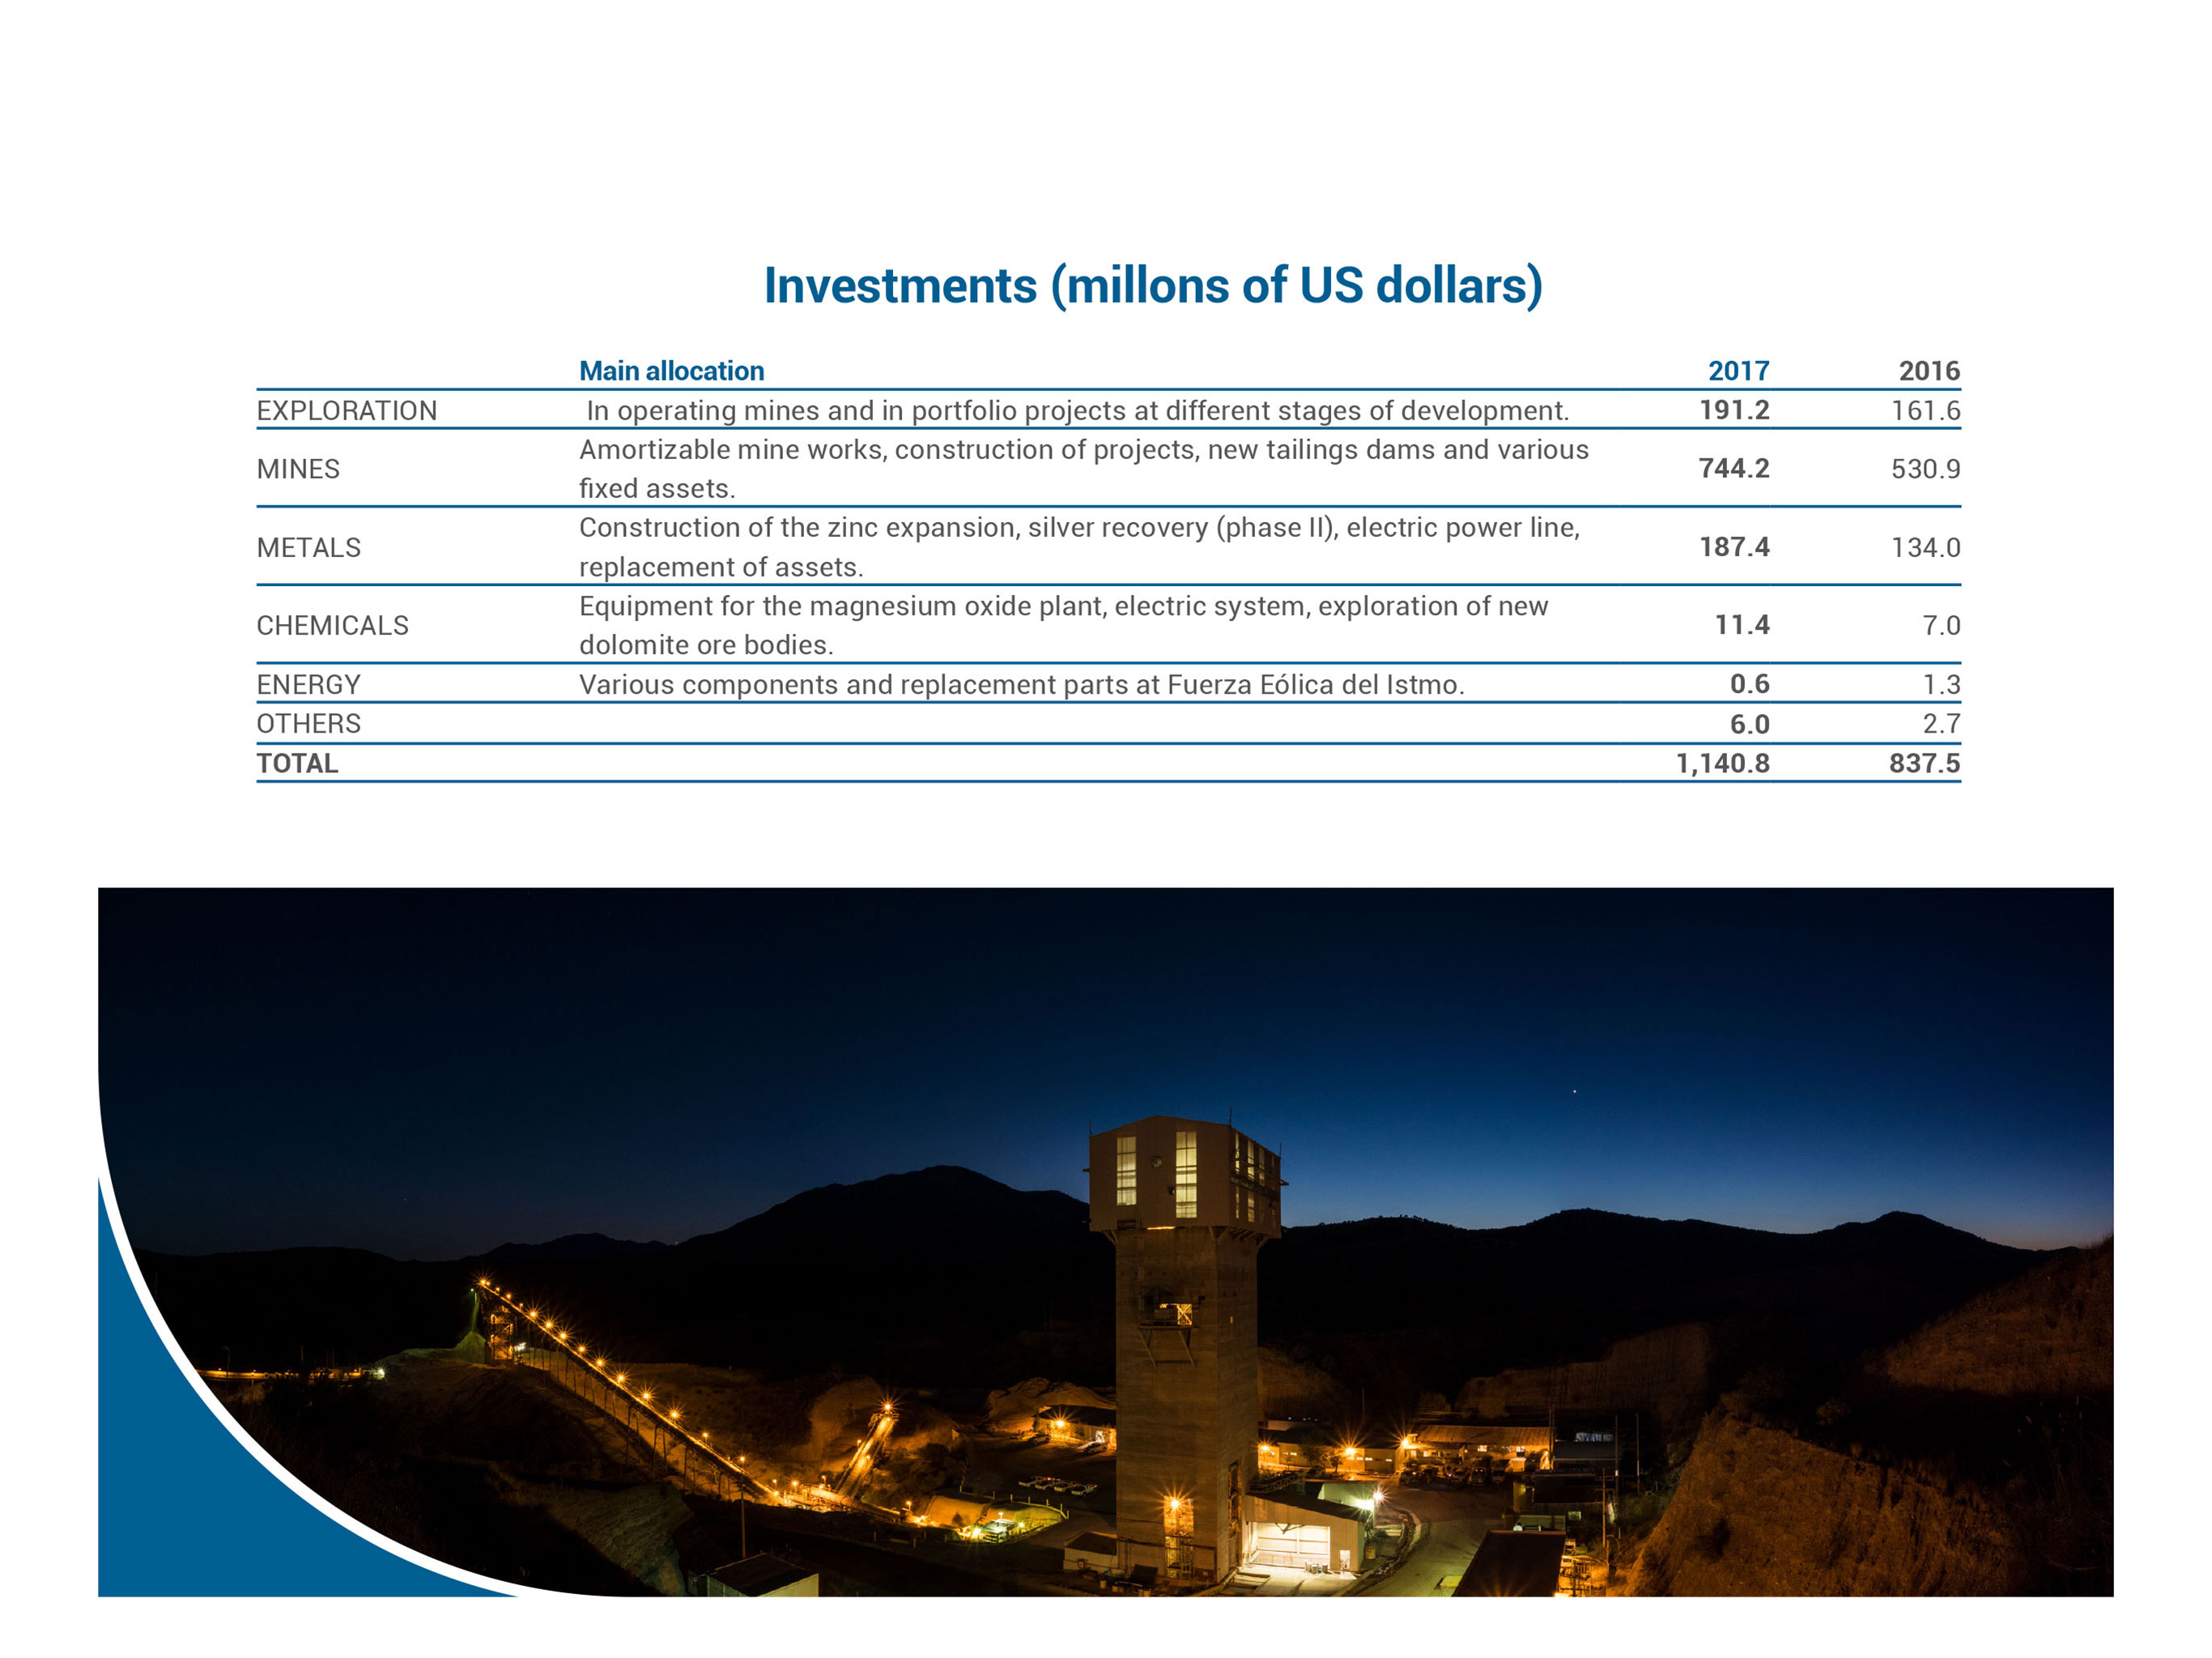 Investments (millons of US dollars)
Main allocation 2017 2016
EXPLORATION In operating mines and in portfolio projects at different stages of development. 191.2 161.6
MINES Amortizable mine works, construction of projects, new tailings dams and various
fixed assets. 744.2 530.9
METALS Construction of the zinc expansion, silver recovery (phase II), electric power line,
replacement of assets. 187.4 134.0
CHEMICALS Equipment for the magnesium oxide plant, electric system, exploration of new
dolomite ore bodies. 11.4 7.0
ENERGY Various components and replacement parts at Fuerza Eólica del Istmo. 0.6 1.3
OTHERS 6.0 2.7
TOTAL 1,140.8 837.5